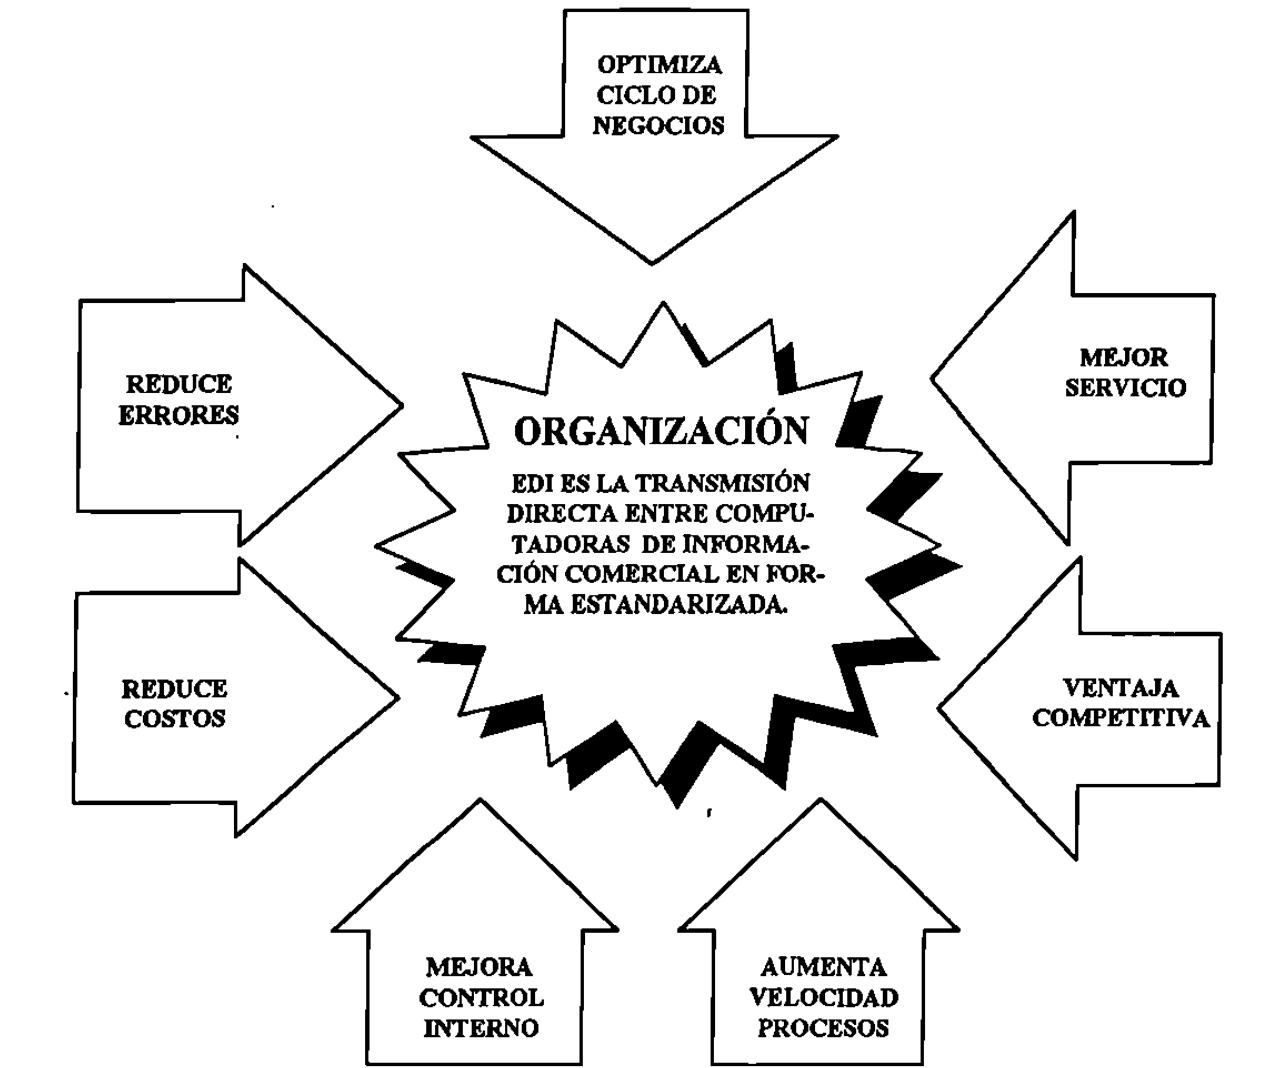 OPTIMIZA
CICLO DE
NEGOCIOS
REDUCE
ERRORES
MEJOR
SERVICIO
ORGANIZACIÓN
EDI ES LA TRANSMISIÓN
DIRECTA ENTRE COMPU-
TADORAS DE INFORMA-
CIÓN COMERCIAL EN FOR-
MA ESTANDARIZADA.
REDUCE
COSTOS
VENTAJA
COMPETITIVA
MEJORA
CONTROL
INTERNO
AUMENTA
VELOCIDAD
PROCESOS